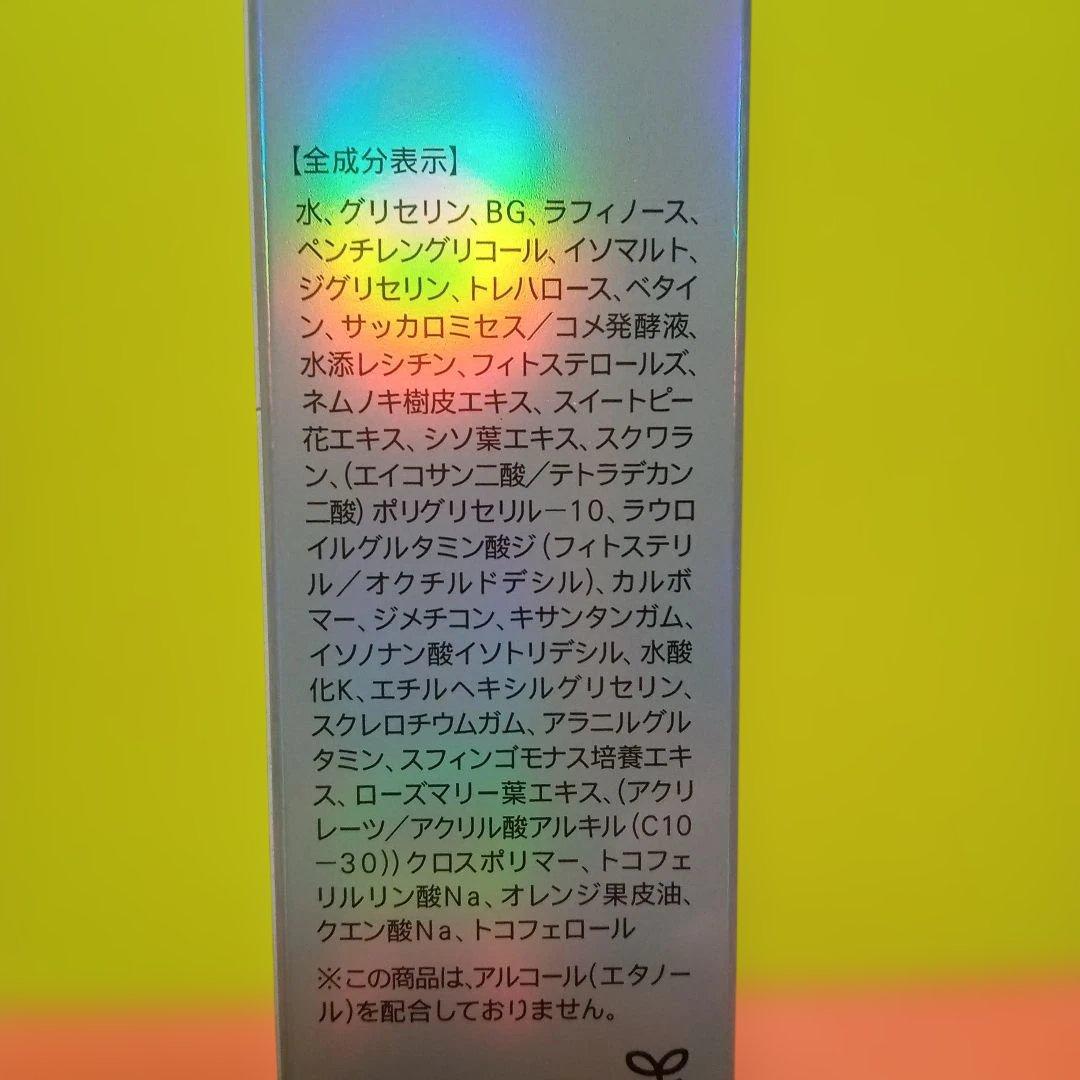 【全成分表示】
水、グリセリン、BG、ラフィノース、
ペンチレングリコール、イソマルト、
ジグリセリン、トレハロース、ベタイ
ン、サッカロミセス／コメ発酵液、
水添レシチン、フィトステロールズ、
ネムノキ樹皮エキス、スイートピー
花エキス、シソ葉エキス、スクワラ
ン、(エイコサン二酸／テトラデカン
二酸)ポリグリセリル－10、ラウロ
イルグルタミン酸ジ(フィトステリ
ル／オクチルドデシル)、カルボ
マー、ジメチコン、キサンタンガム、
イソノナン酸イソトリデシル、水酸
化K、エチルヘキシルグリセリン、
スクレロチウムガム、アラニルグル
タミン、スフィンゴモナス培養エキ
ス、ローズマリー葉エキス、(アクリ
レーツ／アクリル酸アルキル(C10
－30))クロスポリマー、トコフェ
リルリン酸Na、オレンジ果皮油、
クエン酸Na、トコフェロール
※この商品は、アルコール(エタノー
ル)を配合しておりません。